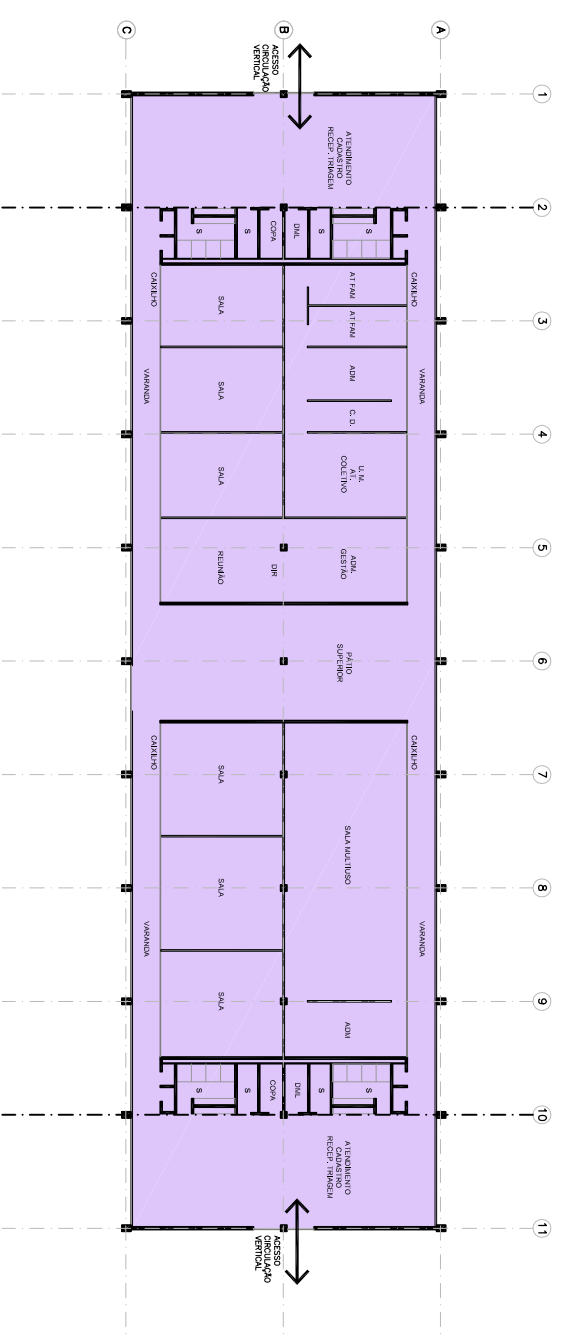 C
B
A
ACESSO
CIRCULAÇÃO
VERTICAL
1
ATENDIMENTO
CADASTRO
RECEP. TRIAGEM
2
S
S
COPA
DML
S
S
CAIXILHO
SALA
AT FAM
CAIXILHO
AT FAM
3
VARANDA
SALA
ADM
VARANDA
C. D.
4
SALA
U. M.
AT.
COLETIVO
5
REUNIÃO
DIR
ADM.
GESTÃO
PÁTIO
SUPERIOR
6
CAIXILHO
SALA
CAIXILHO
7
SALA MULTIUSO
SALA
8
VARANDA
SALA
VARANDA
9
ADM
S
S
COPA
DML
S
S
10
ATENDIMENTO
CADASTRO
RECEP. TRIAGEM
11
ACESSO
CIRCULAÇÃO
VERTICAL